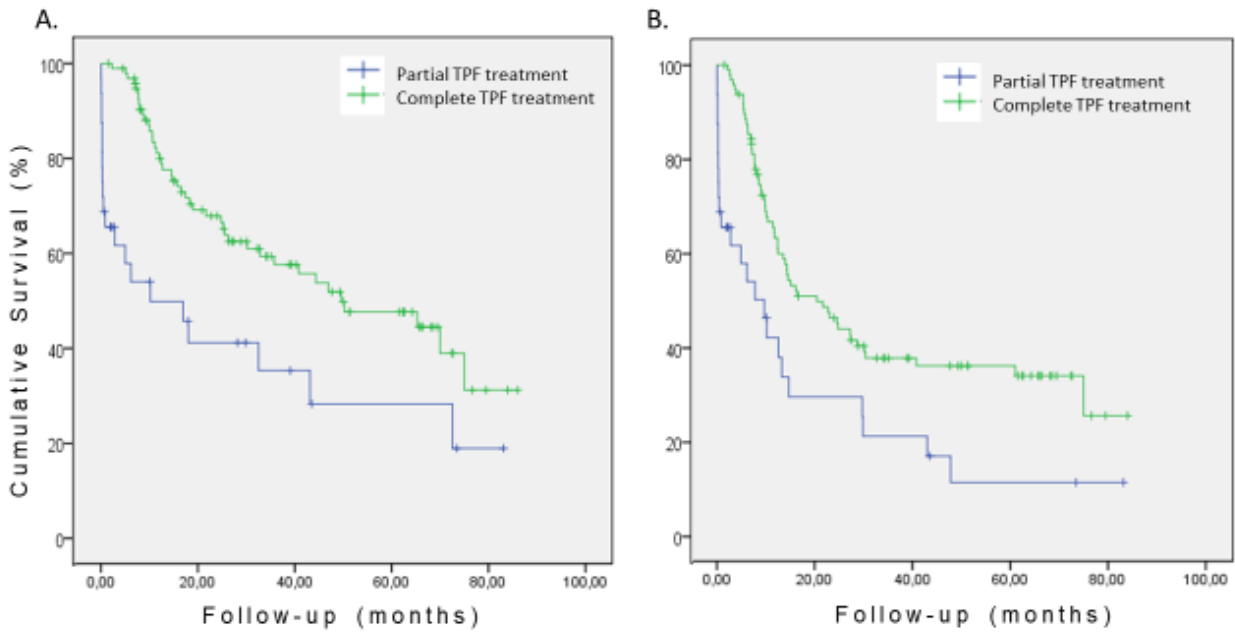 A.
Partial TPF treatment
Complete TPF treatment
Cumulative Survival (%)
100
80
60
40
20
0
0,00 20,00 40,00 60,00 80,00 100,00
Follow-up (months)
B.
Partial TPF treatment
Complete TPF treatment
100
80
60
40
20
0
0,00 20,00 40,00 60,00 80,00 100,00
Follow-up (months)